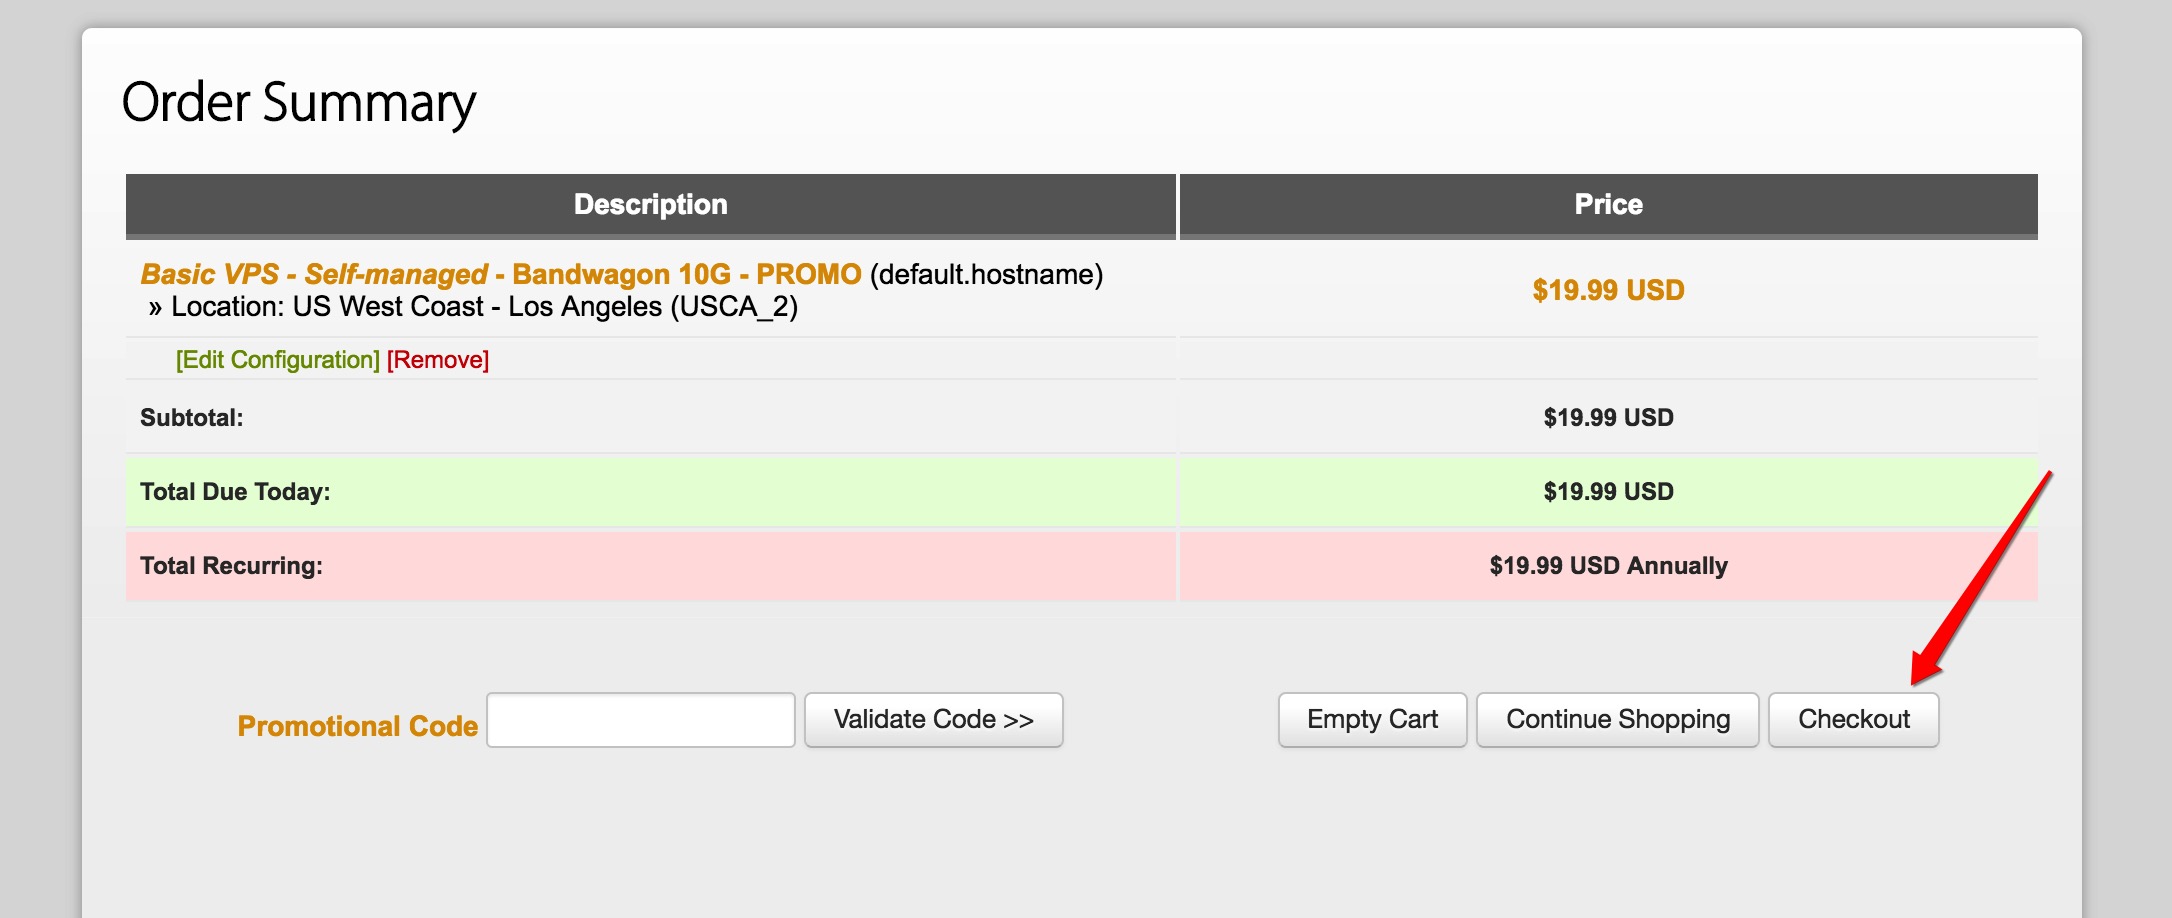 Order Summary
Description
Price
Basic VPS - Self-managed - Bandwagon 10G - PROMO (default.hostname)
» Location: US West Coast - Los Angeles (USCA_2)
$19.99 USD
[Edit Configuration] [Remove]
Subtotal:
$19.99 USD
Total Due Today:
$19.99 USD
Total Recurring:
$19.99 USD Annually
Promotional Code
Validate Code >>
Empty Cart
Continue Shopping
Checkout